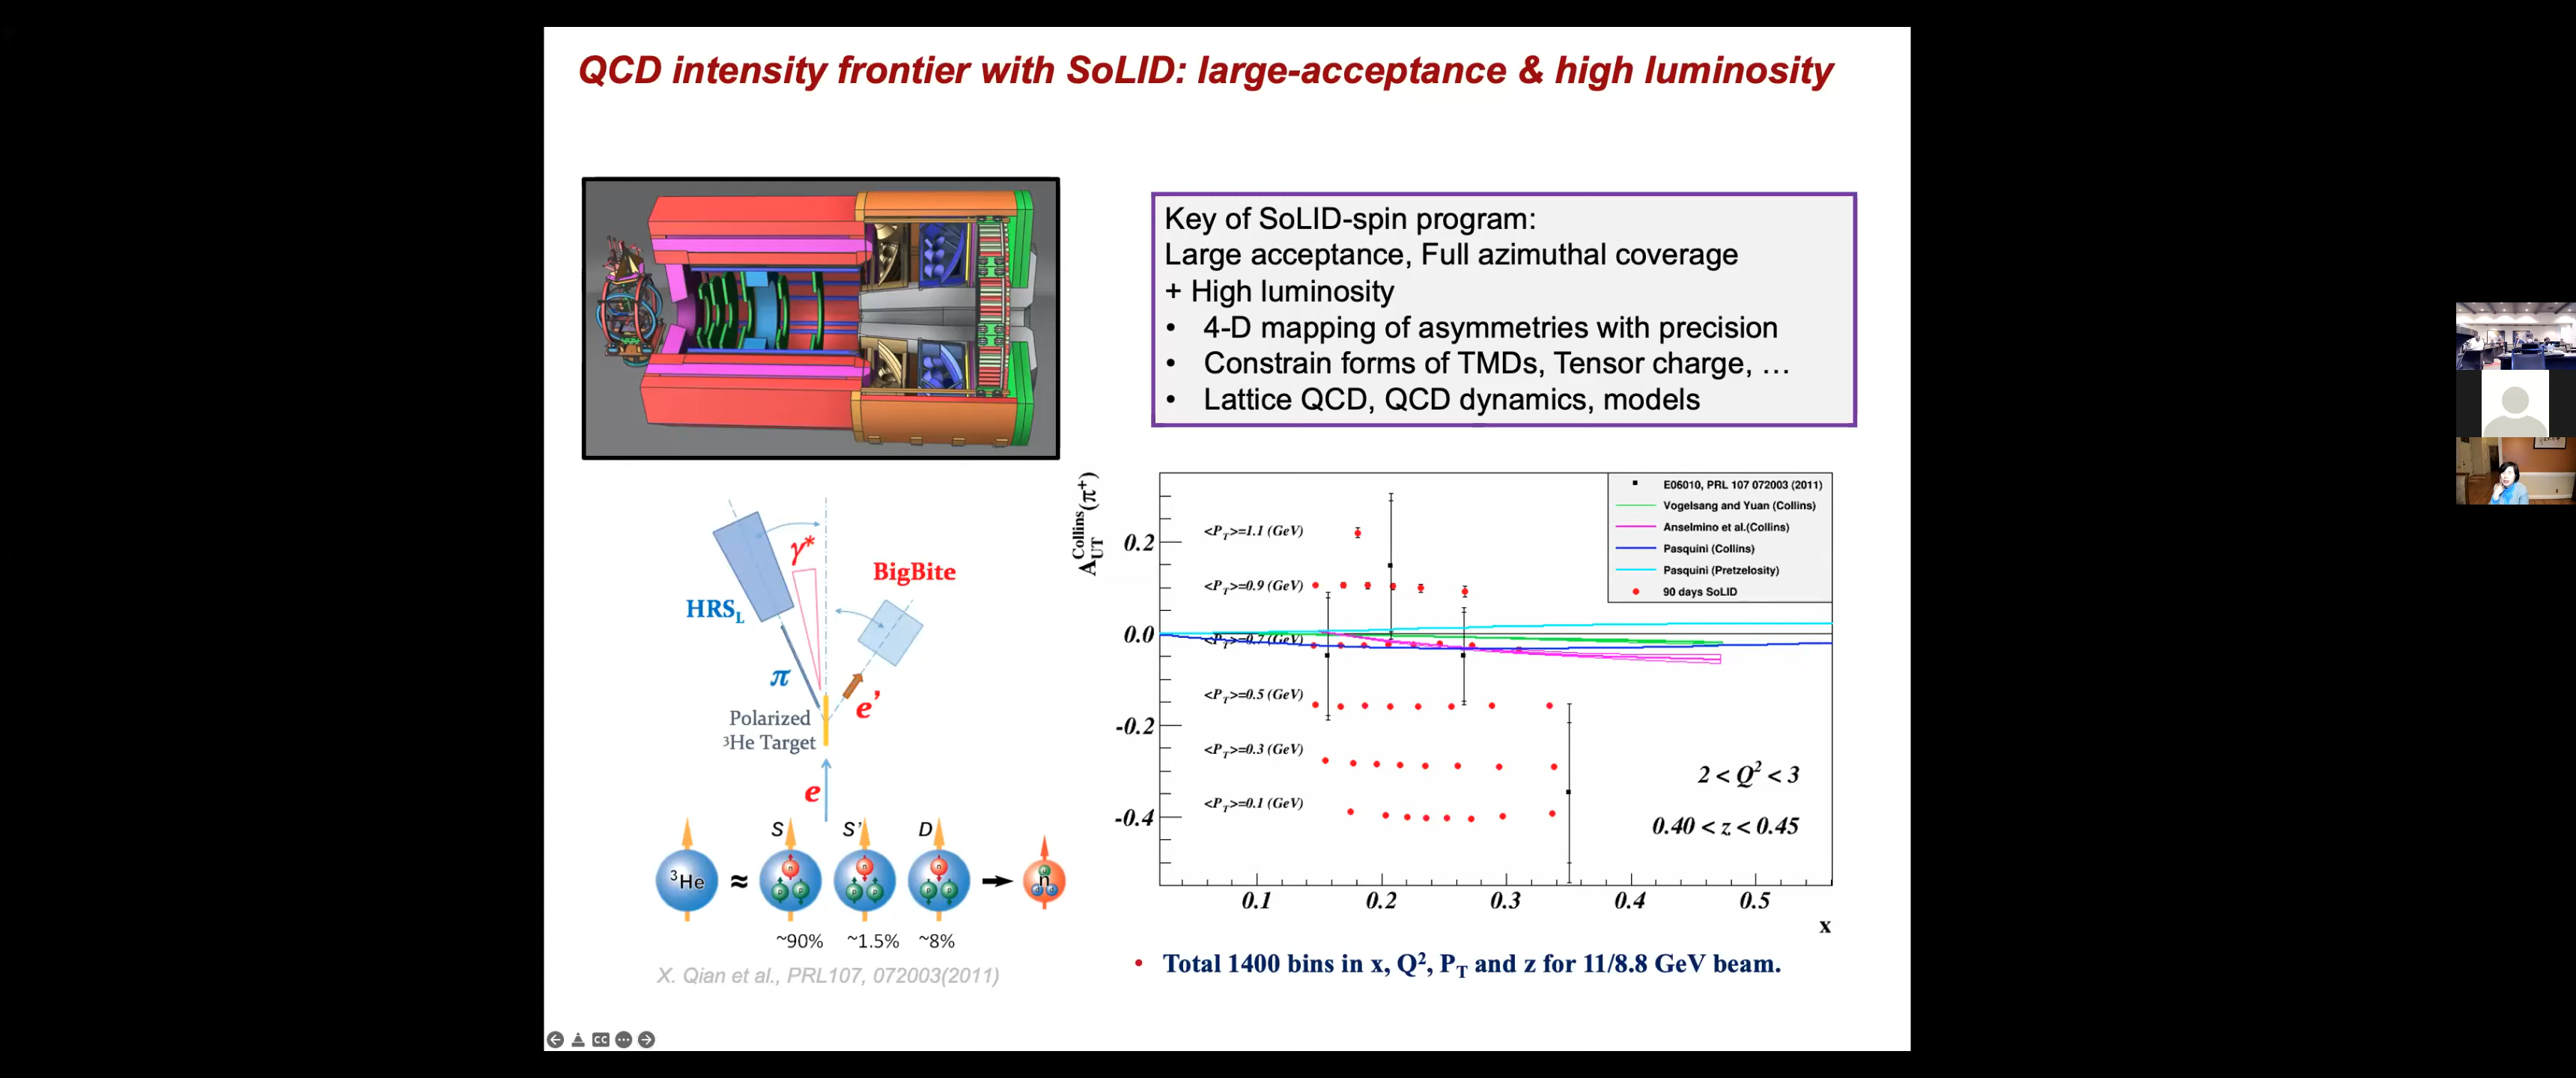 QCD intensity frontier with SoLID: large-acceptance & high luminosity
Key of SoLID-spin program:
Large acceptance, Full azimuthal coverage
+ High luminosity
• 4-D mapping of asymmetries with precision
• Constrain forms of TMDs, Tensor charge, …
• Lattice QCD, QCD dynamics, models
γ*
BigBite
HRS_L
π
e’
Polarized
³He Target
e
S
S’
D
³He
≈
n
p p
n
p p
n
p p
n
~90%
~1.5%
~8%
X. Qian et al., PRL107, 072003(2011)
A_UT^Collins(π⁺)
E06010, PRL 107 072003 (2011)
Vogelsang and Yuan (Collins)
Anselmino et al.(Collins)
Pasquini (Collins)
Pasquini (Pretzelosity)
90 days SoLID
<P_T>=1.1 (GeV)
<P_T>=0.9 (GeV)
<P_T>=0.7 (GeV)
<P_T>=0.5 (GeV)
<P_T>=0.3 (GeV)
<P_T>=0.1 (GeV)
0.2
0.0
-0.2
-0.4
2 < Q² < 3
0.40 < z < 0.45
0.1
0.2
0.3
0.4
0.5
x
• Total 1400 bins in x, Q², P_T and z for 11/8.8 GeV beam.
CC